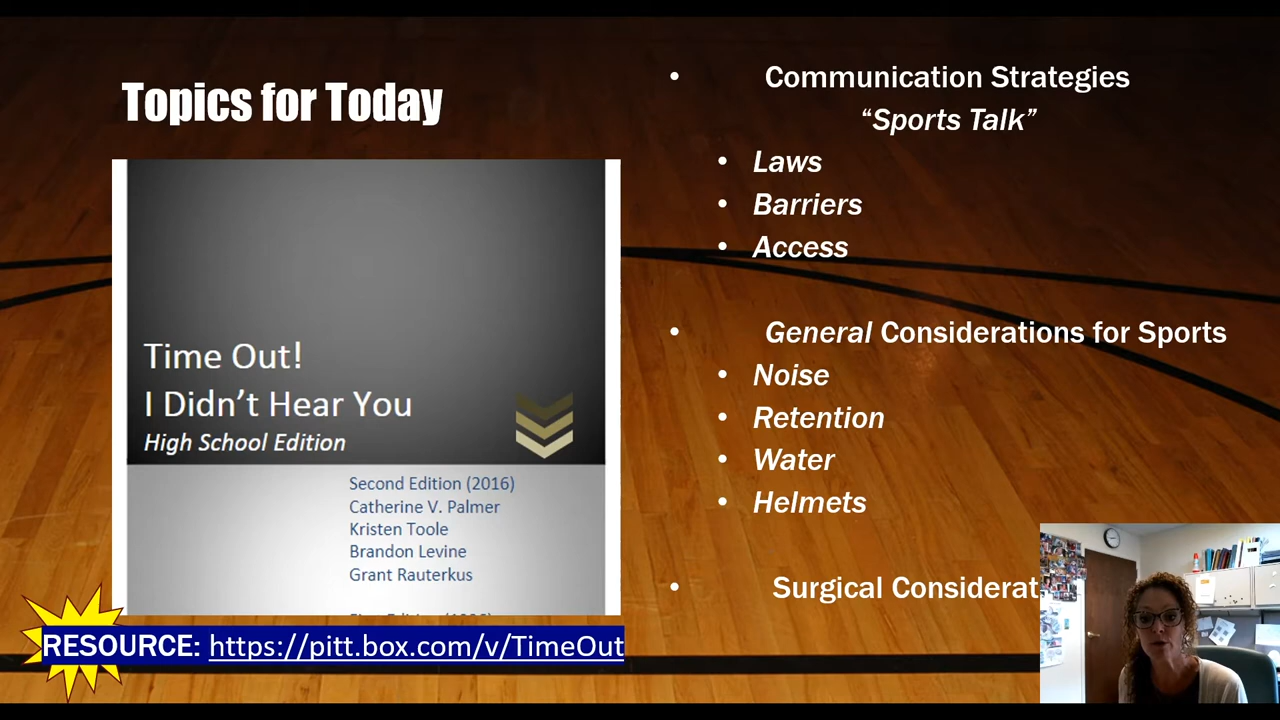 Topics for Today
Time Out!
I Didn't Hear You
High School Edition
Second Edition (2016)
Catherine V. Palmer
Kristen Toole
Brandon Levine
Grant Rauterkus
RESOURCE: https://pitt.box.com/v/TimeOut
• Communication Strategies
“Sports Talk”
• Laws
• Barriers
• Access
• General Considerations for Sports
• Noise
• Retention
• Water
• Helmets
• Surgical Considerat